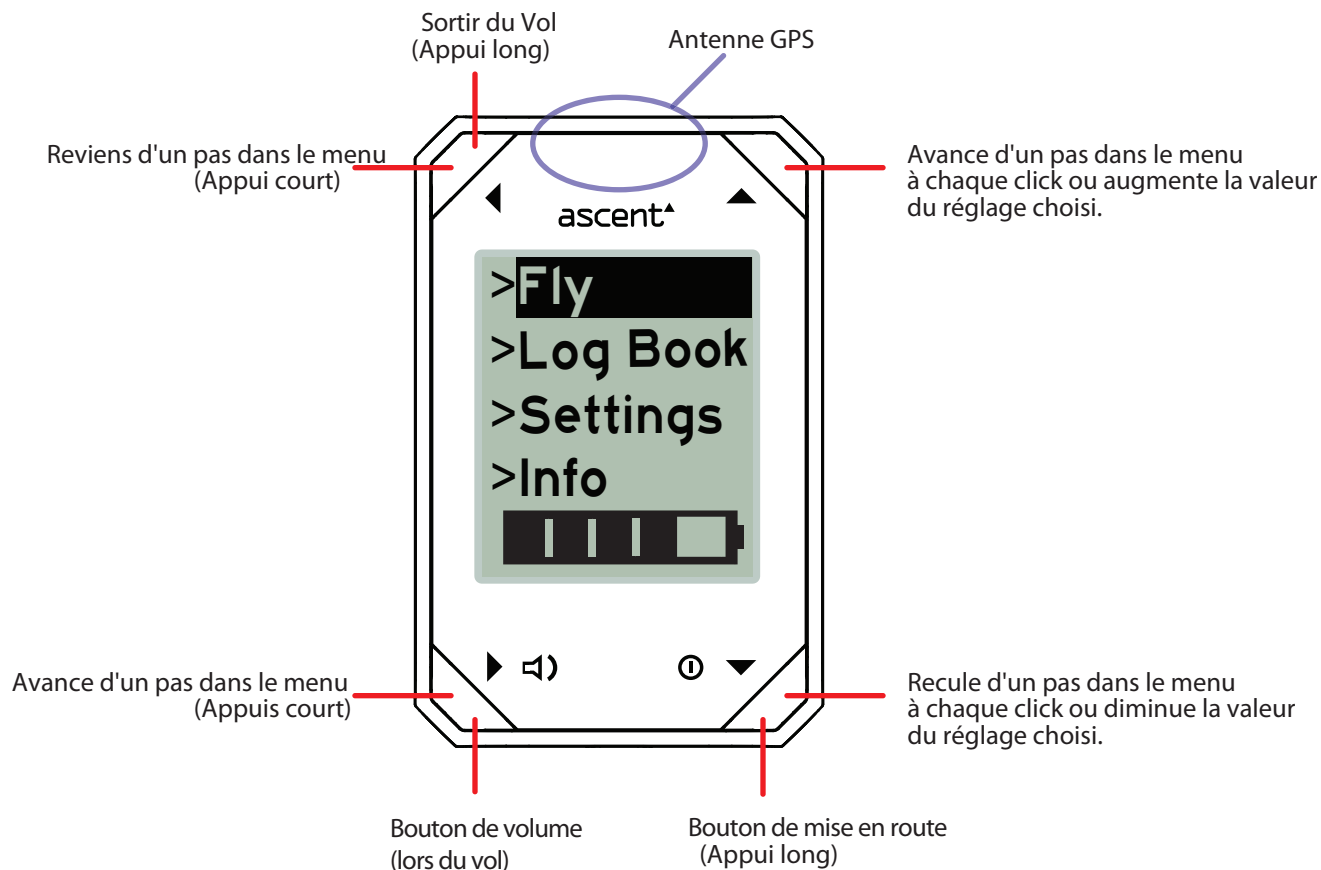 Sortir du Vol
(Appui long)
Antenne GPS
Reviens d'un pas dans le menu
(Appui court)
Avance d'un pas dans le menu
à chaque click ou augmente la valeur
du réglage choisi.
ascent
>Fly
>Log Book
>Settings
>Info
Avance d'un pas dans le menu
(Appuis court)
Recule d'un pas dans le menu
à chaque click ou diminue la valeur
du réglage choisi.
Bouton de volume
(lors du vol)
Bouton de mise en route
(Appui long)